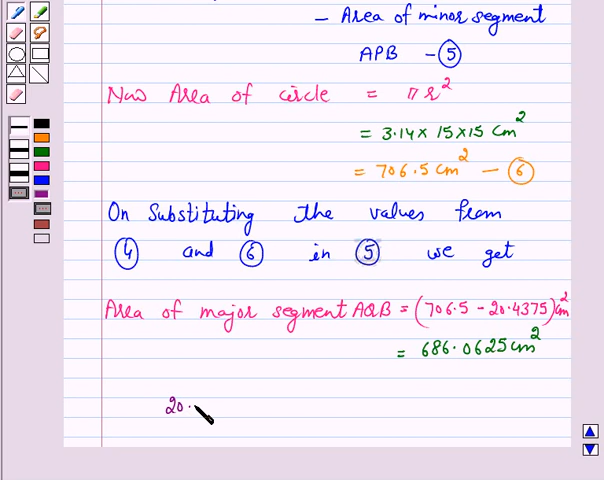 – Area of minor segment
APB – ⑤
Now Area of circle = πr²
= 3.14 × 15 × 15 cm²
= 706.5 cm² – ⑥
On Substituting the values from
④ and ⑥ in ⑤ we get
Area of major segment AQB = (706.5 – 20.4375) cm²
= 686.0625 cm²
20.